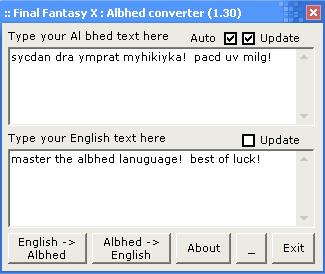 :: Final Fantasy X : Albhed converter (1.30)
Type your Al bhed text here Auto Update
sycdan dra ymprat myhikiyka!  pacd uv milg!
Type your English text here Update
master the albhed lanuguage!  best of luck!
English -> Albhed -> About _ Exit
Albhed English